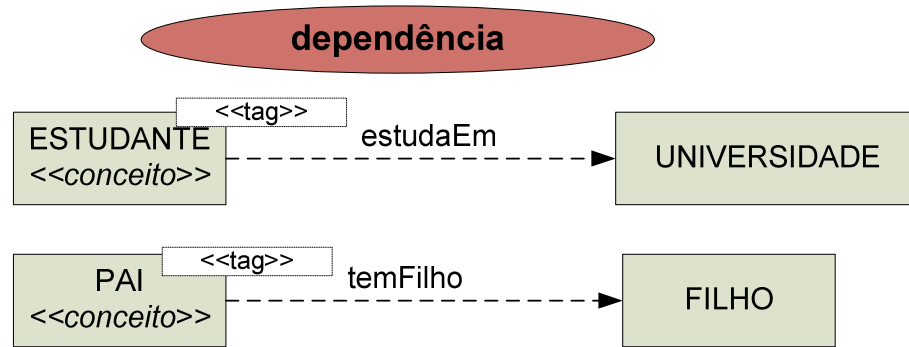 dependência
<<tag>>
ESTUDANTE
<<conceito>>
estudaEm
UNIVERSIDADE
<<tag>>
PAI
<<conceito>>
temFilho
FILHO